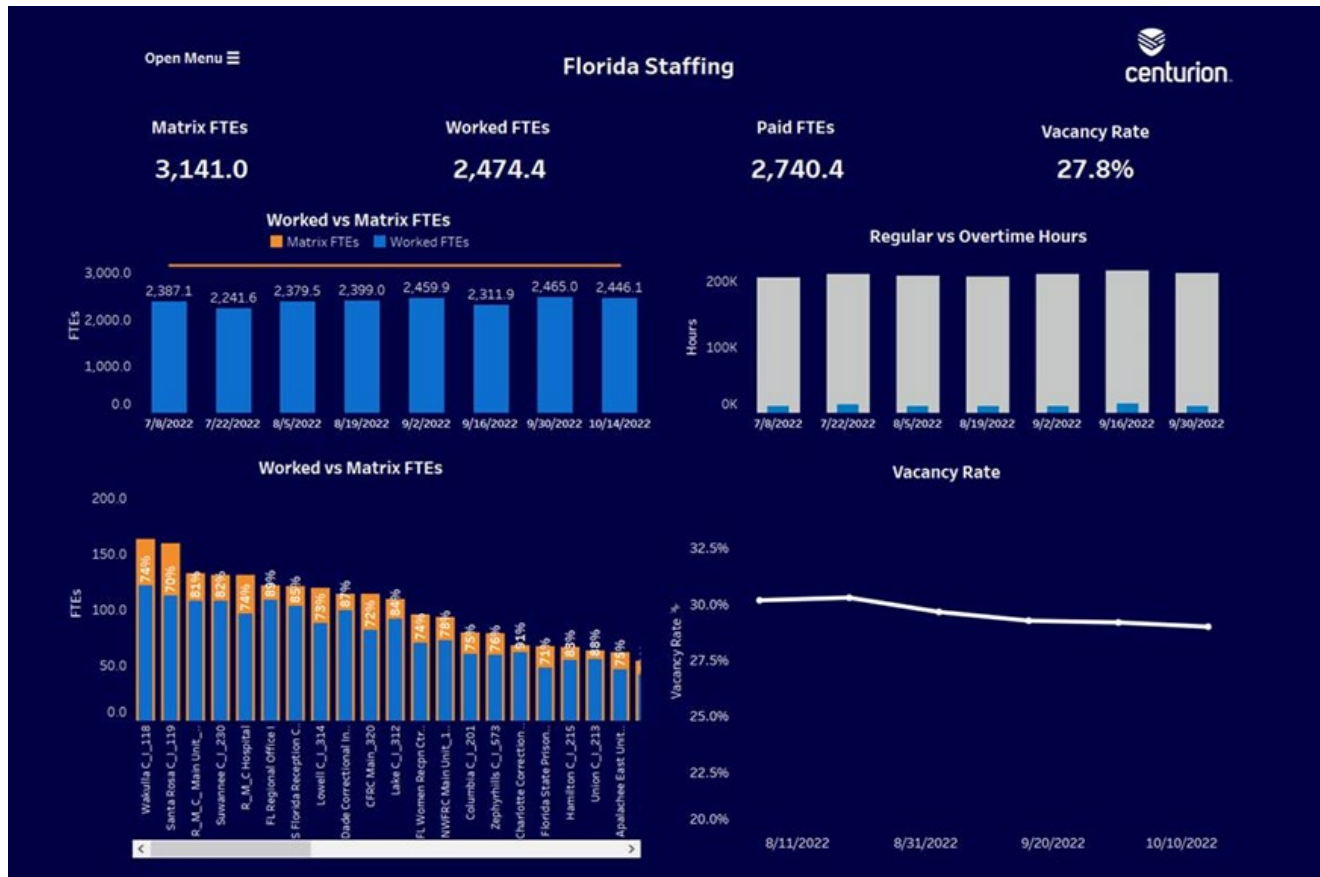 Open Menu ☰
Florida Staffing
centurion.
Matrix FTEs
Worked FTEs
Paid FTEs
Vacancy Rate
3,141.0
2,474.4
2,740.4
27.8%
Worked vs Matrix FTEs
Matrix FTEs Worked FTEs
FTEs
3,000.0
2,000.0
1,000.0
0.0
2,387.1 2,241.6 2,379.5 2,399.0 2,459.9 2,311.9 2,465.0 2,446.1
7/8/2022 7/22/2022 8/5/2022 8/19/2022 9/2/2022 9/16/2022 9/30/2022 10/14/2022
Regular vs Overtime Hours
Hours
200K
100K
0K
7/8/2022 7/22/2022 8/5/2022 8/19/2022 9/2/2022 9/16/2022 9/30/2022
Worked vs Matrix FTEs
FTEs
200.0
150.0
100.0
50.0
0.0
74% 70% 81% 82% 74% 89% 85% 73% 87% 72% 84% 74% 78% 75% 76% 91% 71% 83% 88% 75%
Wakulla C_I_118
Santa Rosa C_I_119
R_M_C_ Main Unit_..
Suwannee C_I_230
R_M_C Hospital
FL Regional Office I
S Florida Reception C..
Lowell C_I_314
Dade Correctional In..
CFRC Main_320
Lake C_I_312
FL Women Recpn Ctr..
NWFRC Main Unit_1..
Columbia C_I_201
Zephyrhills C_I_573
Charlotte Correction..
Florida State Prison..
Hamilton C_I_215
Union C_I_213
Apalachee East Unit..
Vacancy Rate
Vacancy Rate %
32.5%
30.0%
27.5%
25.0%
22.5%
20.0%
8/11/2022 8/31/2022 9/20/2022 10/10/2022